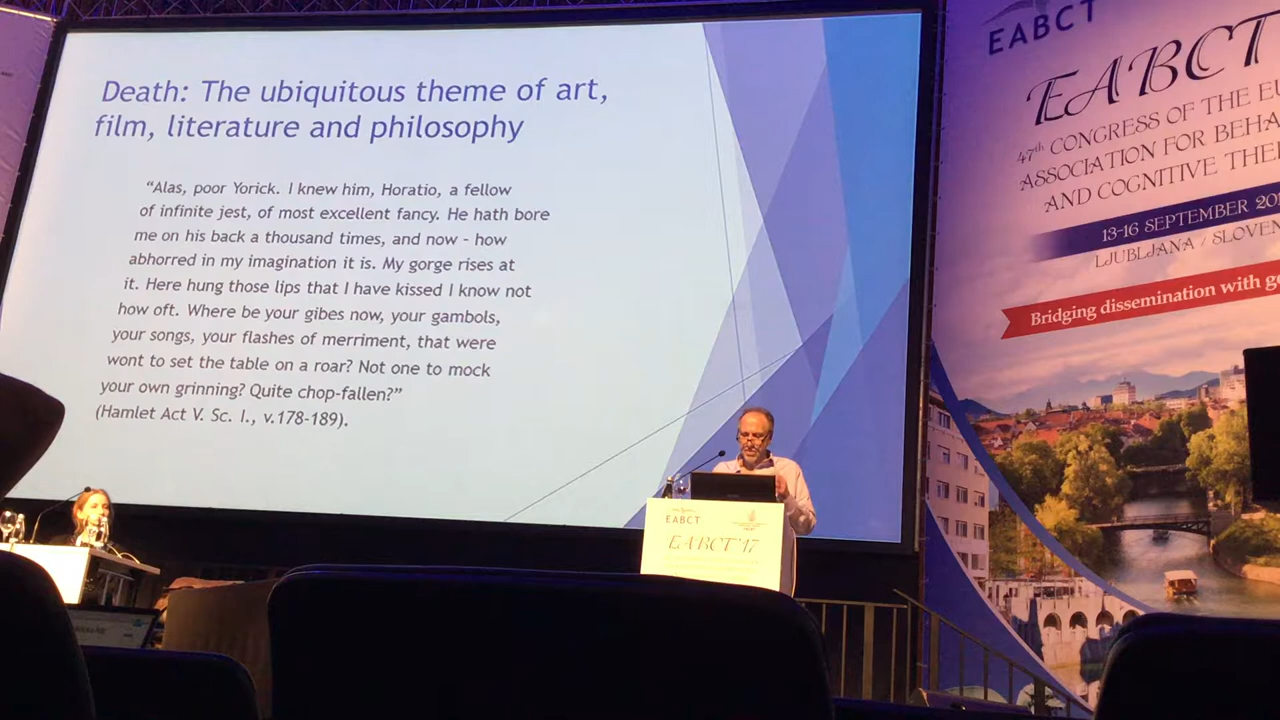 Death: The ubiquitous theme of art,
film, literature and philosophy
“Alas, poor Yorick. I knew him, Horatio, a fellow
of infinite jest, of most excellent fancy. He hath bore
me on his back a thousand times, and now - how
abhorred in my imagination it is. My gorge rises at
it. Here hung those lips that I have kissed I know not
how oft. Where be your gibes now, your gambols,
your songs, your flashes of merriment, that were
wont to set the table on a roar? Not one to mock
your own grinning? Quite chop-fallen?”
(Hamlet Act V. Sc. I., v.178-189).
EABCT
EABCT
47th CONGRESS OF THE
ASSOCIATION FOR
AND COGNITIVE
13-16 SEPTEMBER
LJUBLJANA /
Bridging dissemination with
EABCT
EABCT'17